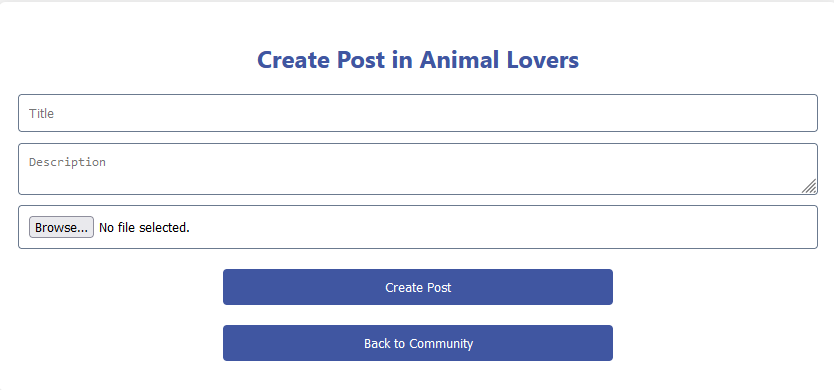 Create Post in Animal Lovers
Title
Description
Browse... No file selected.
Create Post
Back to Community